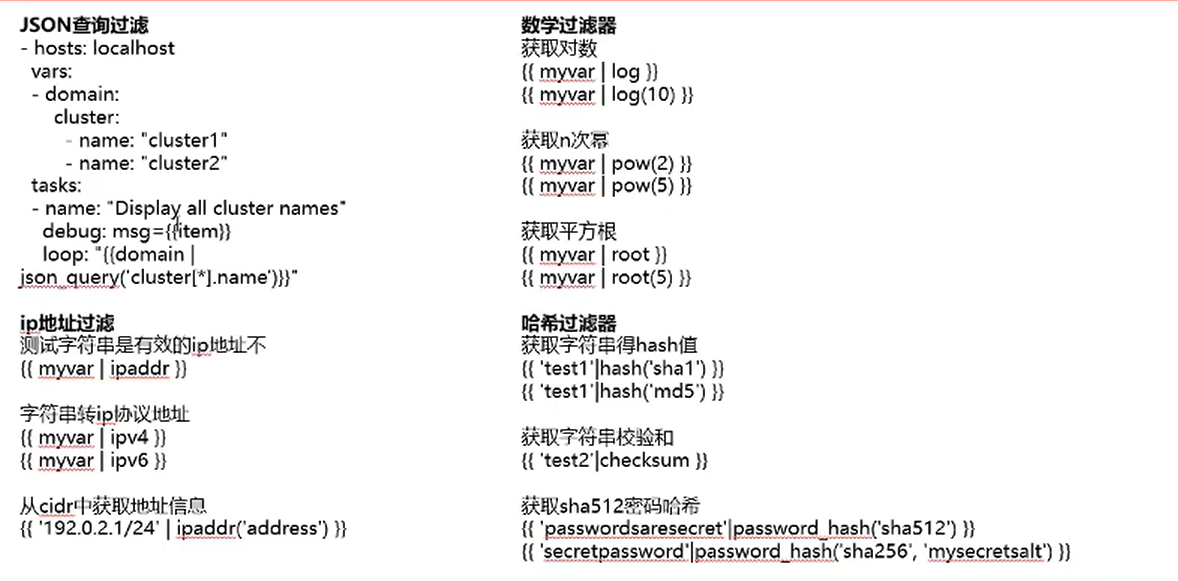 JSON查询过滤
- hosts: localhost
vars:
- domain:
cluster:
- name: "cluster1"
- name: "cluster2"
tasks:
- name: "Display all cluster names"
debug: msg={{item}}
loop: "{{domain |
json_query('cluster[*].name')}}"
ip地址过滤
测试字符串是有效的ip地址不
{{ myvar | ipaddr }}
字符串转ip协议地址
{{ myvar | ipv4 }}
{{ myvar | ipv6 }}
从cidr中获取地址信息
{{ '192.0.2.1/24' | ipaddr('address') }}
数学过滤器
获取对数
{{ myvar | log }}
{{ myvar | log(10) }}
获取n次幂
{{ myvar | pow(2) }}
{{ myvar | pow(5) }}
获取平方根
{{ myvar | root }}
{{ myvar | root(5) }}
哈希过滤器
获取字符串得hash值
{{ 'test1'|hash('sha1') }}
{{ 'test1'|hash('md5') }}
获取字符串校验和
{{ 'test2'|checksum }}
获取sha512密码哈希
{{ 'passwordsaresecret'|password_hash('sha512') }}
{{ 'secretpassword'|password_hash('sha256', 'mysecretsalt') }}